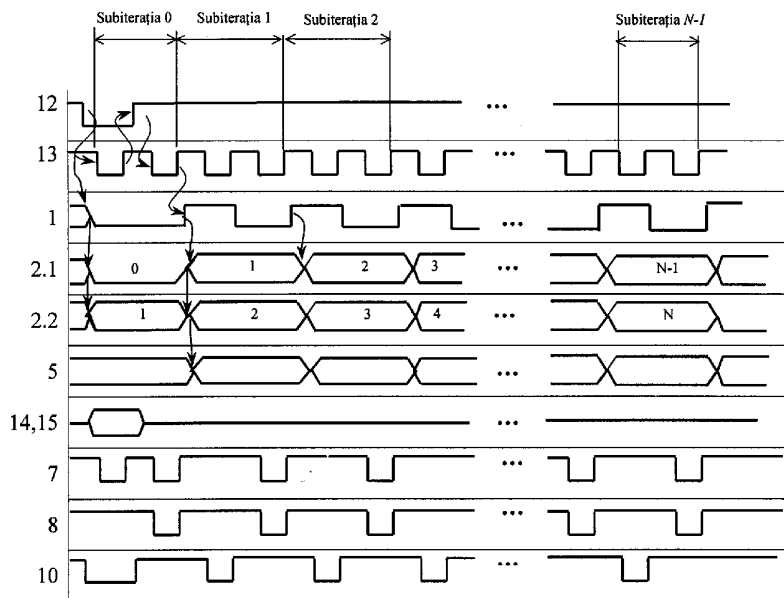 Subiterația 0 Subiterația 1 Subiterația 2 Subiterația N-1
12 ...
13 ...
1 ...
2.1 0 1 2 3 ... N-1
2.2 1 2 3 4 ... N
5 ...
14,15 ...
7 ...
8 ...
10 ...